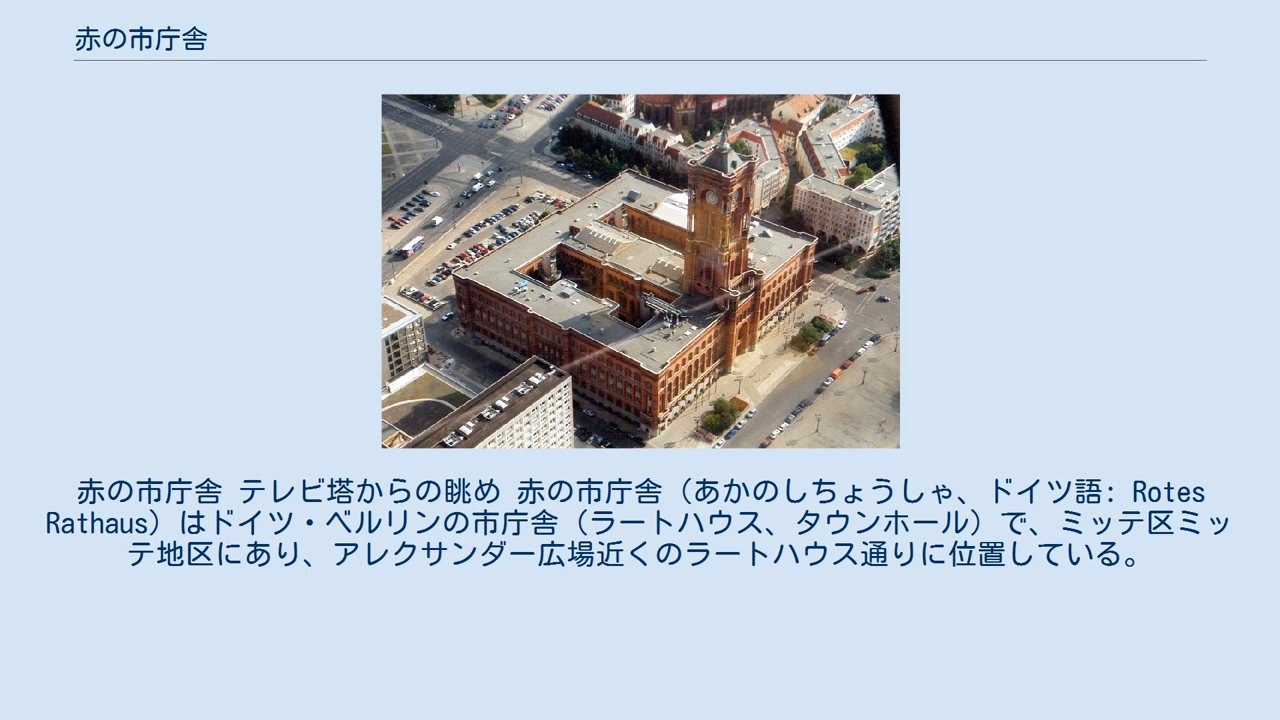 赤の市庁舎
赤の市庁舎 テレビ塔からの眺め 赤の市庁舎（あかのしちょうしゃ、ドイツ語: Rotes
Rathaus）はドイツ・ベルリンの市庁舎（ラートハウス、タウンホール）で、ミッテ区ミッ
テ地区にあり、アレクサンダー広場近くのラートハウス通りに位置している。